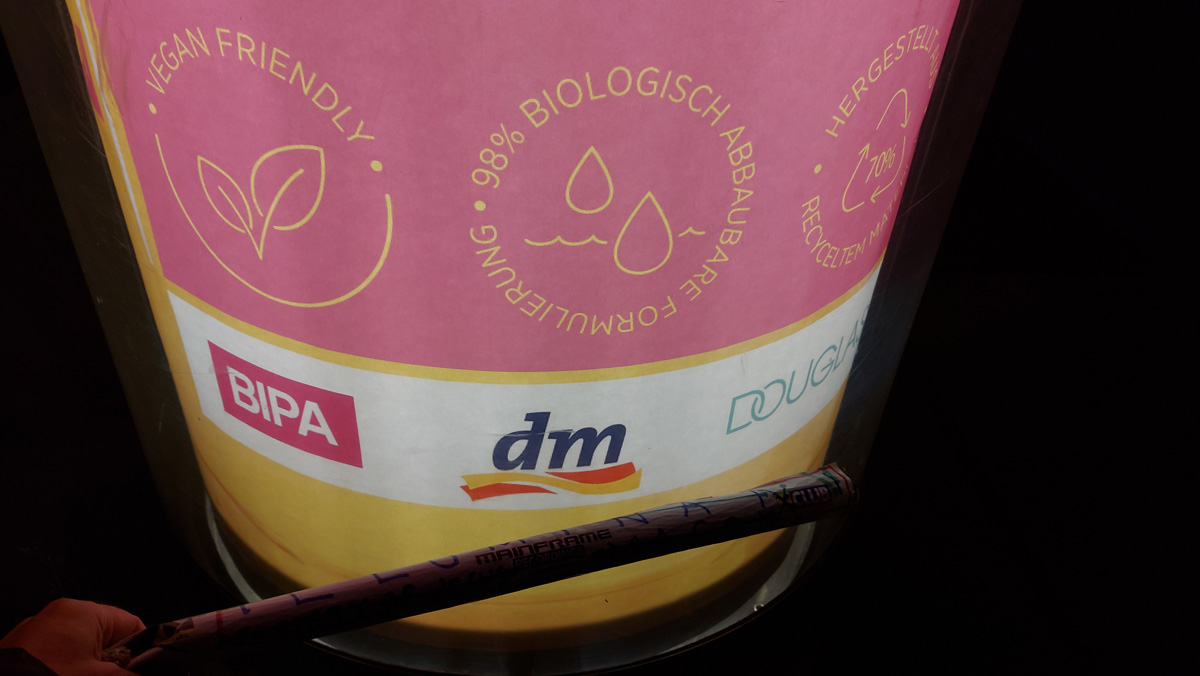 VEGAN FRIENDLY
98% BIOLOGISCH ABBAUBARE FORMULIERUNG
HERGESTELLT
70%
RECYCELTEM
BIPA
dm
DOUGLAS
MAINFRAME